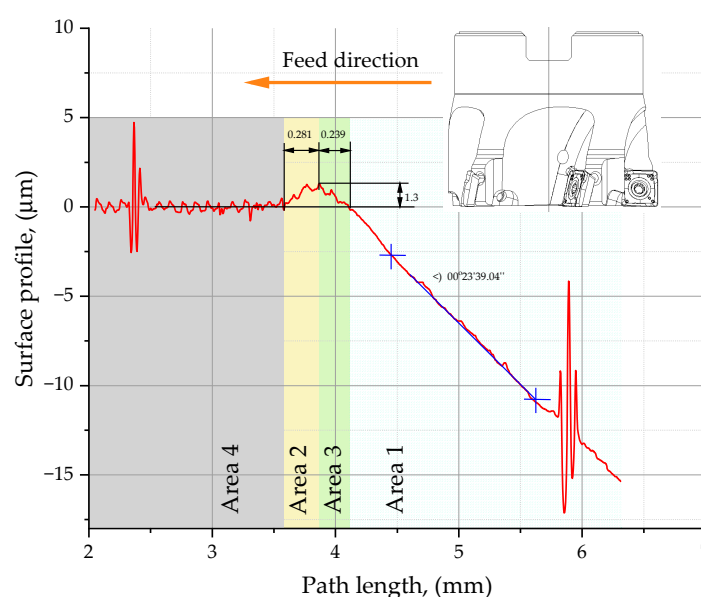 10
5
0
−5
−10
−15
Surface profile, (μm)
Feed direction
0.281
0.239
1.3
<) 00°23'39.04''
Area 4
Area 2
Area 3
Area 1
2
3
4
5
6
Path length, (mm)